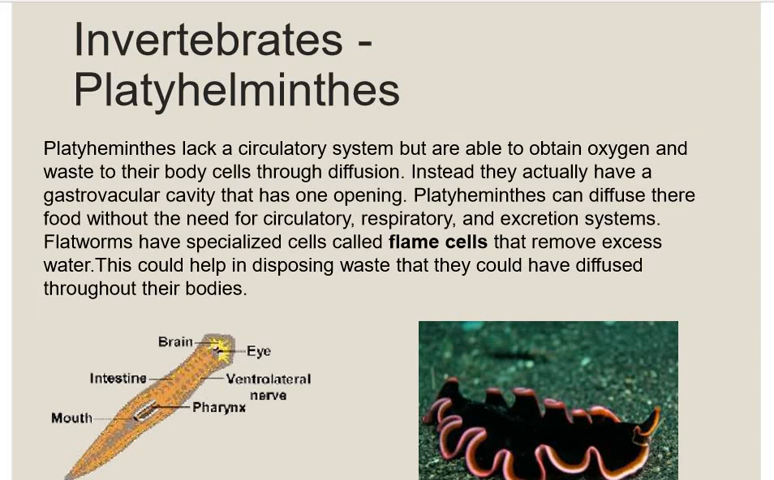 Invertebrates -
Platyhelminthes
Platyheminthes lack a circulatory system but are able to obtain oxygen and
waste to their body cells through diffusion. Instead they actually have a
gastrovacular cavity that has one opening. Platyheminthes can diffuse there
food without the need for circulatory, respiratory, and excretion systems.
Flatworms have specialized cells called flame cells that remove excess
water.This could help in disposing waste that they could have diffused
throughout their bodies.
Brain
Eye
Intestine
Ventrolateral
nerve
Pharynx
Mouth